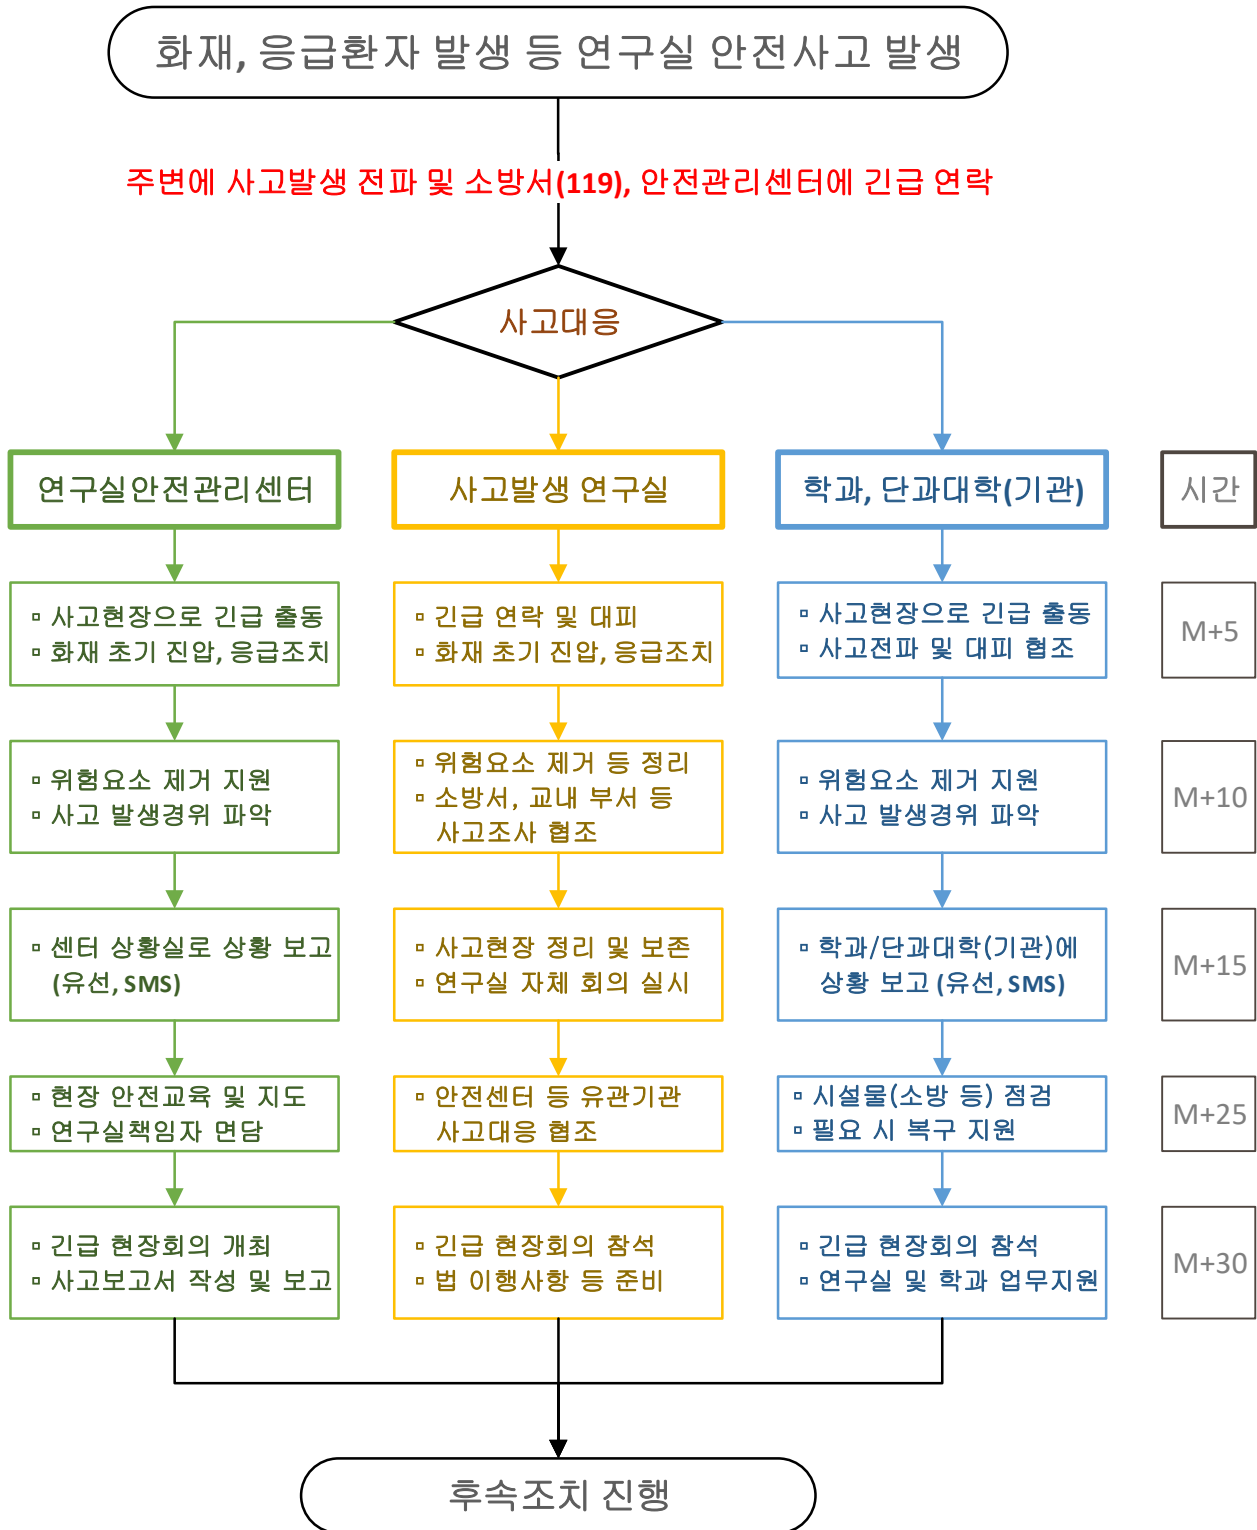 화재, 응급환자 발생 등 연구실 안전사고 발생
주변에 사고발생 전파 및 소방서(119), 안전관리센터에 긴급 연락
사고대응
연구실안전관리센터
사고발생 연구실
학과, 단과대학(기관)
시간
▫ 사고현장으로 긴급 출동
▫ 화재 초기 진압, 응급조치
▫ 긴급 연락 및 대피
▫ 화재 초기 진압, 응급조치
▫ 사고현장으로 긴급 출동
▫ 사고전파 및 대피 협조
M+5
▫ 위험요소 제거 지원
▫ 사고 발생경위 파악
▫ 위험요소 제거 등 정리
▫ 소방서, 교내 부서 등
사고조사 협조
▫ 위험요소 제거 지원
▫ 사고 발생경위 파악
M+10
▫ 센터 상황실로 상황 보고
(유선, SMS)
▫ 사고현장 정리 및 보존
▫ 연구실 자체 회의 실시
▫ 학과/단과대학(기관)에
상황 보고 (유선, SMS)
M+15
▫ 현장 안전교육 및 지도
▫ 연구실책임자 면담
▫ 안전센터 등 유관기관
사고대응 협조
▫ 시설물(소방 등) 점검
▫ 필요 시 복구 지원
M+25
▫ 긴급 현장회의 개최
▫ 사고보고서 작성 및 보고
▫ 긴급 현장회의 참석
▫ 법 이행사항 등 준비
▫ 긴급 현장회의 참석
▫ 연구실 및 학과 업무지원
M+30
후속조치 진행